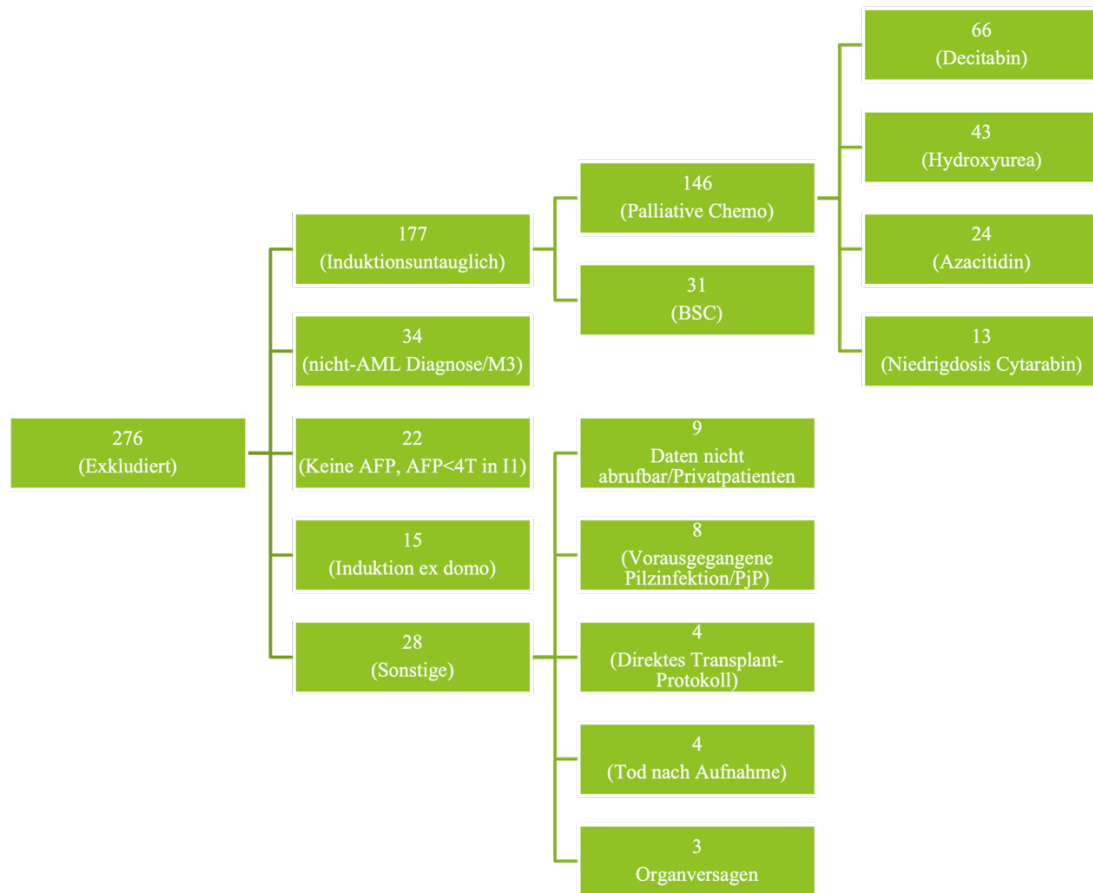 276
(Exkludiert)
177
(Induktionsuntauglich)
34
(nicht-AML Diagnose/M3)
22
(Keine AFP, AFP<4T in I1)
15
(Induktion ex domo)
28
(Sonstige)
146
(Palliative Chemo)
31
(BSC)
66
(Decitabin)
43
(Hydroxyurea)
24
(Azacitidin)
13
(Niedrigdosis Cytarabin)
9
Daten nicht
abrufbar/Privatpatienten
8
(Vorausgegangene
Pilzinfektion/PjP)
4
(Direktes Transplant-
Protokoll)
4
(Tod nach Aufnahme)
3
Organversagen